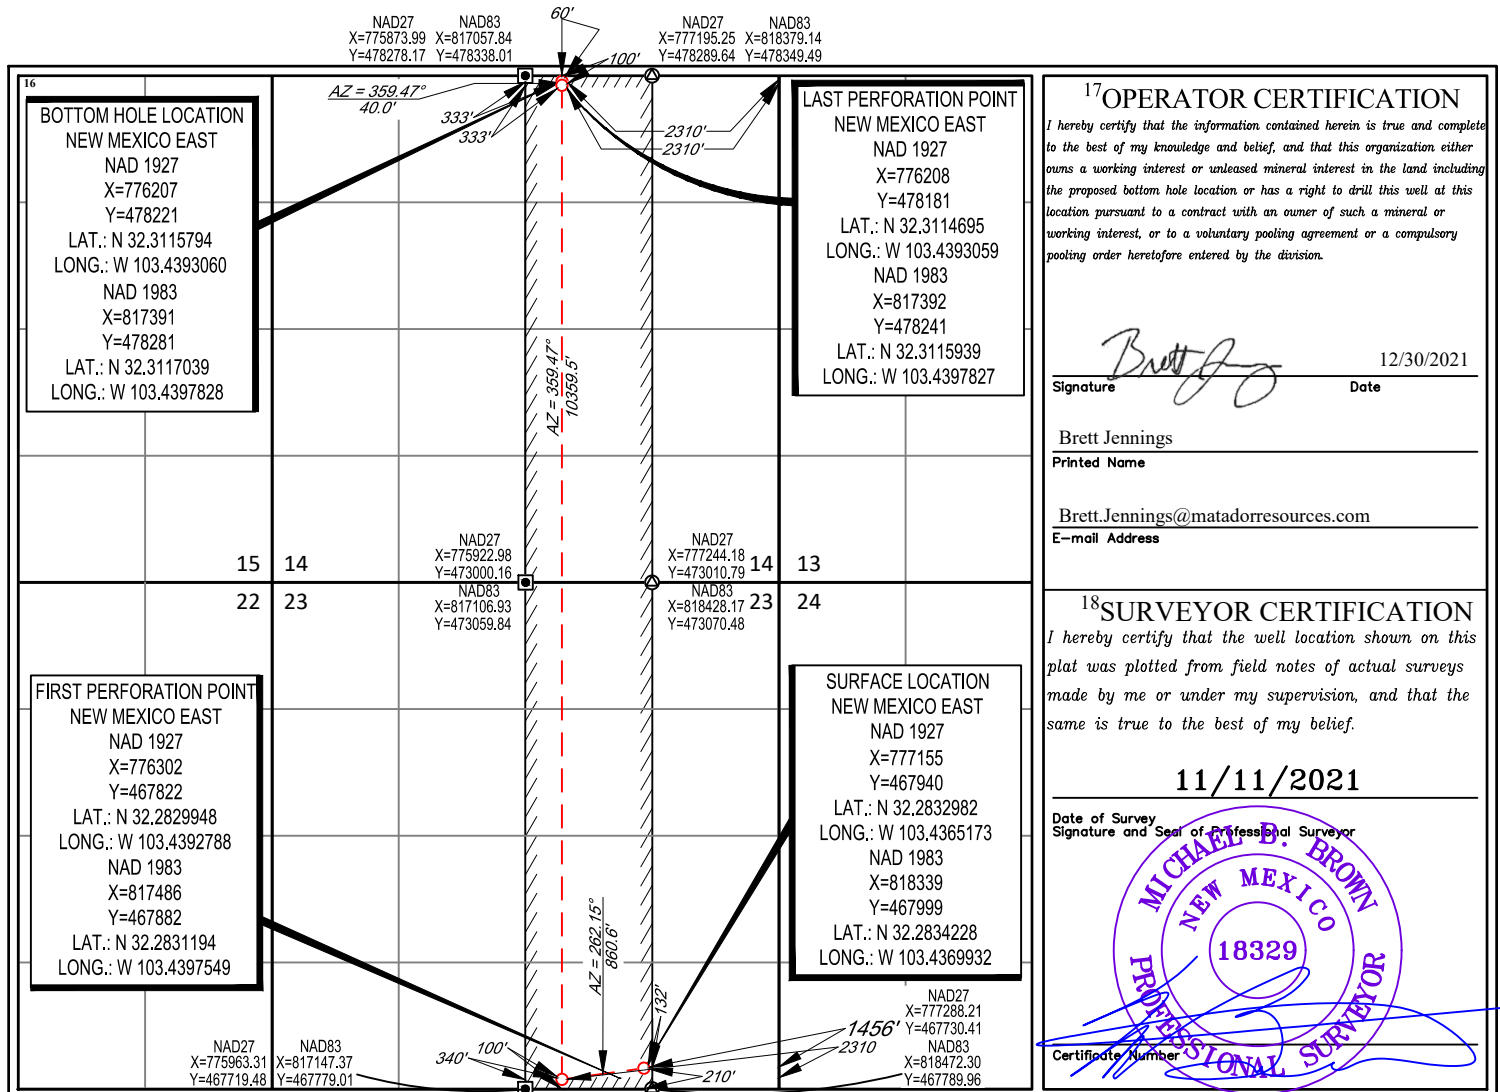 NAD27
X=775873.99
Y=478278.17
NAD83
X=817057.84
Y=478338.01
60'
NAD27
X=777195.25
Y=478289.64
NAD83
X=818379.14
Y=478349.49
100'
16
AZ = 359.47°
40.0'
333'
333'
2310'
2310'
BOTTOM HOLE LOCATION
NEW MEXICO EAST
NAD 1927
X=776207
Y=478221
LAT.: N 32.3115794
LONG.: W 103.4393060
NAD 1983
X=817391
Y=478281
LAT.: N 32.3117039
LONG.: W 103.4397828
LAST PERFORATION POINT
NEW MEXICO EAST
NAD 1927
X=776208
Y=478181
LAT.: N 32.3114695
LONG.: W 103.4393059
NAD 1983
X=817392
Y=478241
LAT.: N 32.3115939
LONG.: W 103.4397827
AZ = 359.47°
10359.5'
15 14
22 23
14 13
23 24
NAD27
X=775922.98
Y=473000.16
NAD83
X=817106.93
Y=473059.84
NAD27
X=777244.18
Y=473010.79
NAD83
X=818428.17
Y=473070.48
FIRST PERFORATION POINT
NEW MEXICO EAST
NAD 1927
X=776302
Y=467822
LAT.: N 32.2829948
LONG.: W 103.4392788
NAD 1983
X=817486
Y=467882
LAT.: N 32.2831194
LONG.: W 103.4397549
SURFACE LOCATION
NEW MEXICO EAST
NAD 1927
X=777155
Y=467940
LAT.: N 32.2832982
LONG.: W 103.4365173
NAD 1983
X=818339
Y=467999
LAT.: N 32.2834228
LONG.: W 103.4369932
AZ = 262.15°
860.6'
132'
1456'
2310
210'
100'
340'
NAD27
X=775963.31
Y=467719.48
NAD83
X=817147.37
Y=467779.01
NAD27
X=777288.21
Y=467730.41
NAD83
X=818472.30
Y=467789.96
17OPERATOR CERTIFICATION
I hereby certify that the information contained herein is true and complete
to the best of my knowledge and belief, and that this organization either
owns a working interest or unleased mineral interest in the land including
the proposed bottom hole location or has a right to drill this well at this
location pursuant to a contract with an owner of such a mineral or
working interest, or to a voluntary pooling agreement or a compulsory
pooling order heretofore entered by the division.
12/30/2021
Signature Date
Brett Jennings
Printed Name
Brett.Jennings@matadorresources.com
E-mail Address
18SURVEYOR CERTIFICATION
I hereby certify that the well location shown on this
plat was plotted from field notes of actual surveys
made by me or under my supervision, and that the
same is true to the best of my belief.
11/11/2021
Date of Survey
Signature and Seal of Professional Surveyor
MICHAEL B. BROWN
NEW MEXICO
18329
PROFESSIONAL SURVEYOR
Certificate Number